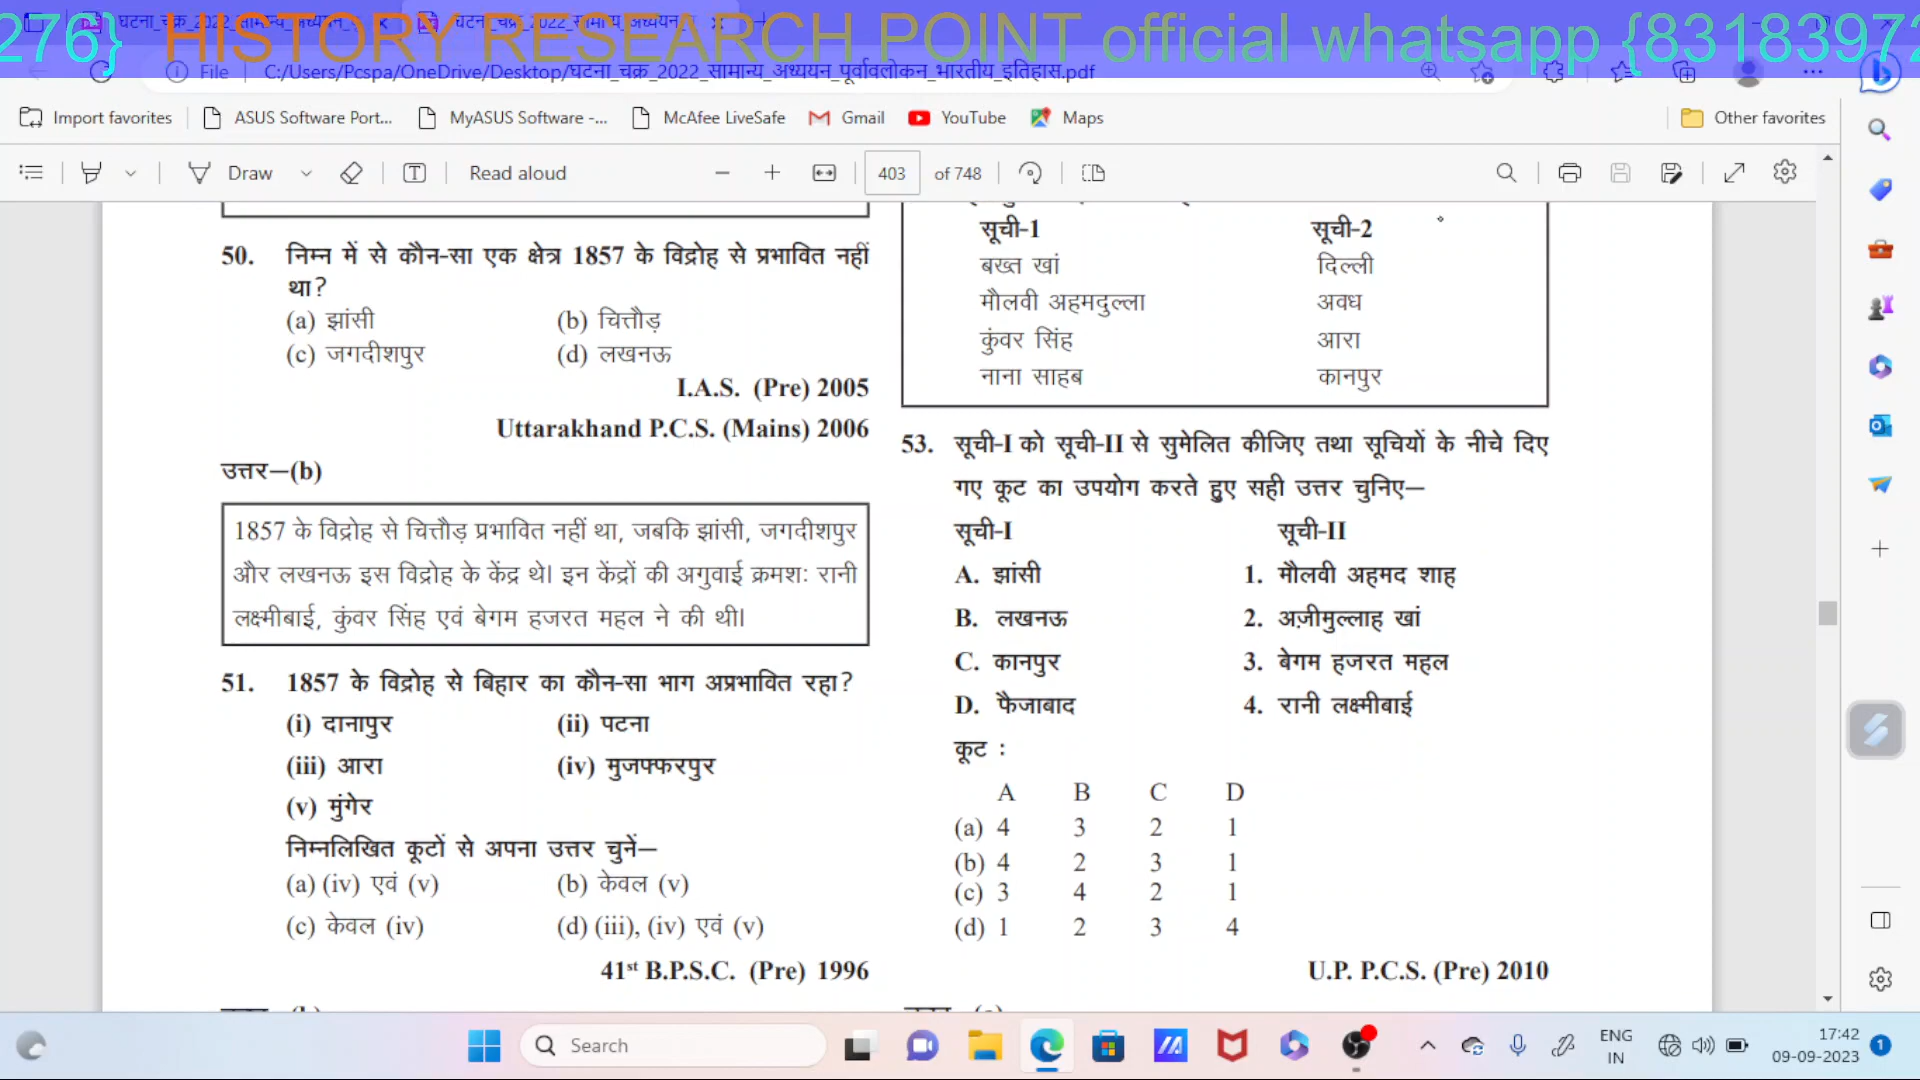 276} HISTORY RESEARCH POINT official whatsapp {8318397
File C:/Users/Pcspa/OneDrive/Desktop/घटना_चक्र_2022_सामान्य_अध्ययन_पूर्वावलोकन_भारतीय_इतिहास.pdf
Import favorites ASUS Software Port... MyASUS Software -... McAfee LiveSafe Gmail YouTube Maps Other favorites
Draw Read aloud 403 of 748
50. निम्न में से कौन-सा एक क्षेत्र 1857 के विद्रोह से प्रभावित नहीं
था?
(a) झांसी (b) चित्तौड़
(c) जगदीशपुर (d) लखनऊ
I.A.S. (Pre) 2005
Uttarakhand P.C.S. (Mains) 2006
उत्तर—(b)
1857 के विद्रोह से चित्तौड़ प्रभावित नहीं था, जबकि झांसी, जगदीशपुर
और लखनऊ इस विद्रोह के केंद्र थे। इन केंद्रों की अगुवाई क्रमशः रानी
लक्ष्मीबाई, कुंवर सिंह एवं बेगम हजरत महल ने की थी।
51. 1857 के विद्रोह से बिहार का कौन-सा भाग अप्रभावित रहा?
(i) दानापुर (ii) पटना
(iii) आरा (iv) मुजफ्फरपुर
(v) मुंगेर
निम्नलिखित कूटों से अपना उत्तर चुनें—
(a) (iv) एवं (v) (b) केवल (v)
(c) केवल (iv) (d) (iii), (iv) एवं (v)
41st B.P.S.C. (Pre) 1996
सूची-1 सूची-2
बख्त खां दिल्ली
मौलवी अहमदुल्ला अवध
कुंवर सिंह आरा
नाना साहब कानपुर
53. सूची-I को सूची-II से सुमेलित कीजिए तथा सूचियों के नीचे दिए
गए कूट का उपयोग करते हुए सही उत्तर चुनिए—
सूची-I सूची-II
A. झांसी 1. मौलवी अहमद शाह
B. लखनऊ 2. अज़ीमुल्लाह खां
C. कानपुर 3. बेगम हजरत महल
D. फैजाबाद 4. रानी लक्ष्मीबाई
कूट :
A B C D
(a) 4 3 2 1
(b) 4 2 3 1
(c) 3 4 2 1
(d) 1 2 3 4
U.P. P.C.S. (Pre) 2010
Search ENG 17:42
IN 09-09-2023 1